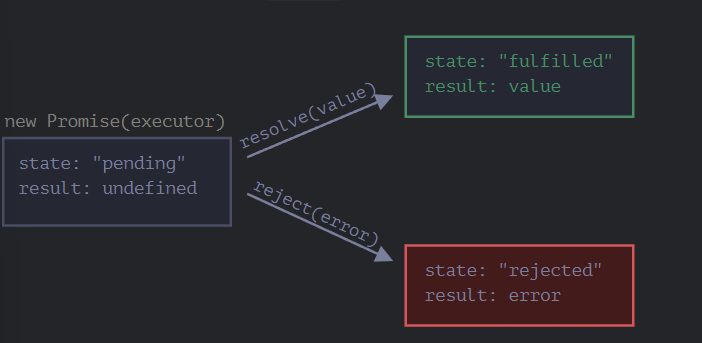 new Promise(executor)
state: "pending"
result: undefined
resolve(value)
reject(error)
state: "fulfilled"
result: value
state: "rejected"
result: error